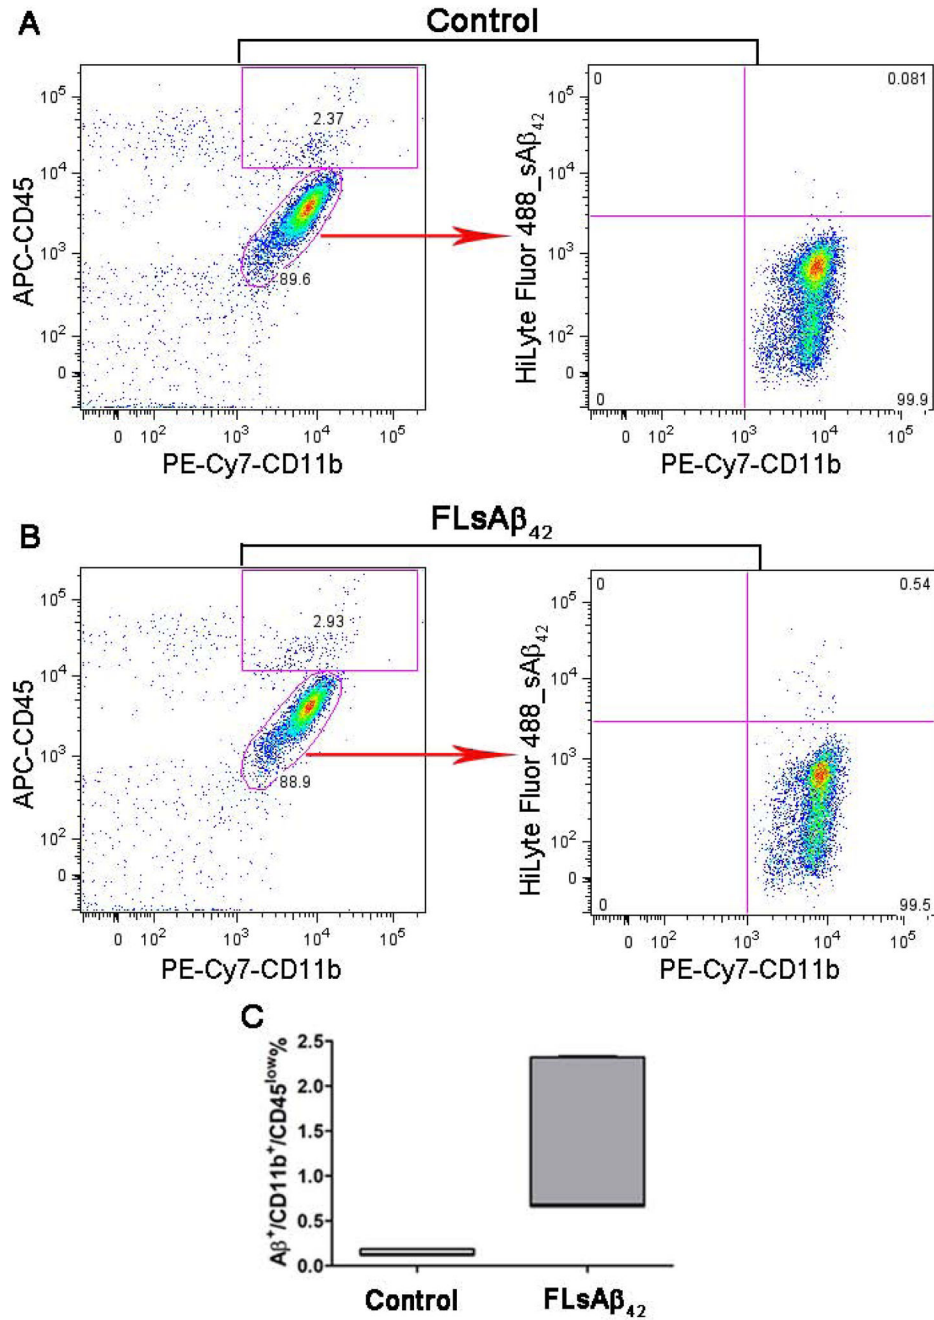 A
Control
APC-CD45
10⁵
10⁴
10³
10²
0
2.37
89.6
0 10² 10³ 10⁴ 10⁵
PE-Cy7-CD11b
HiLyte Fluor 488_sAβ₄₂
10⁵
10⁴
10³
10²
0
0 0.081
0 99.9
0 10² 10³ 10⁴ 10⁵
PE-Cy7-CD11b
B
FLsAβ₄₂
APC-CD45
10⁵
10⁴
10³
10²
0
2.93
88.9
0 10² 10³ 10⁴ 10⁵
PE-Cy7-CD11b
HiLyte Fluor 488_sAβ₄₂
10⁵
10⁴
10³
10²
0
0 0.54
0 99.5
0 10² 10³ 10⁴ 10⁵
PE-Cy7-CD11b
C
Aβ⁺/CD11b⁺/CD45ˡᵒʷ%
2.5
2.0
1.5
1.0
0.5
0.0
Control FLsAβ₄₂